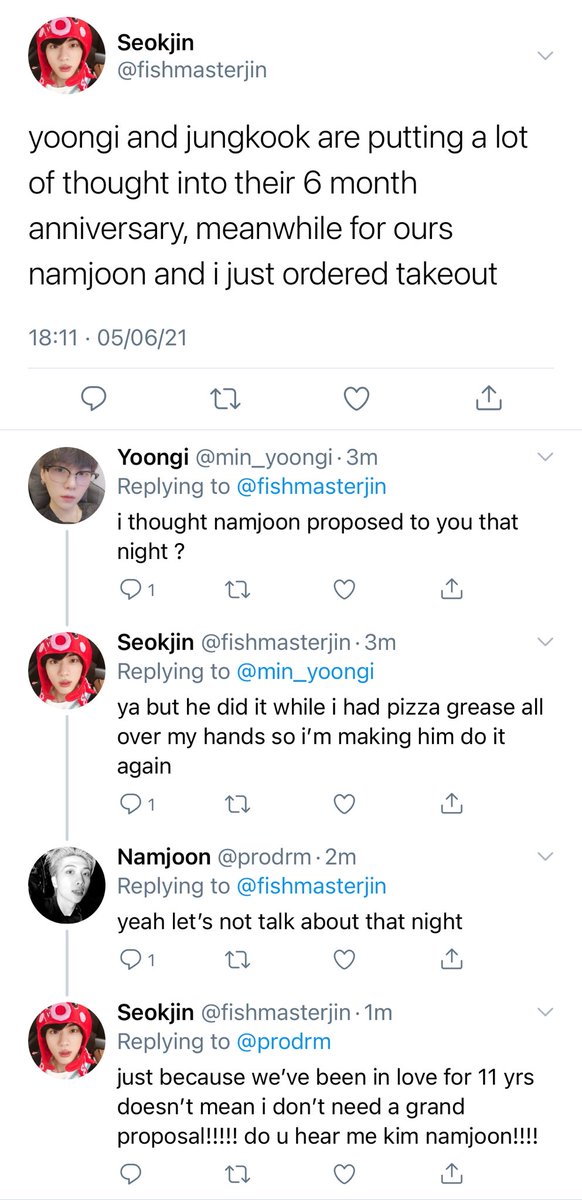 Seokjin
@fishmasterjin
yoongi and jungkook are putting a lot
of thought into their 6 month
anniversary, meanwhile for ours
namjoon and i just ordered takeout
18:11 · 05/06/21
Yoongi @min_yoongi · 3m
Replying to @fishmasterjin
i thought namjoon proposed to you that
night ?
1
Seokjin @fishmasterjin · 3m
Replying to @min_yoongi
ya but he did it while i had pizza grease all
over my hands so i’m making him do it
again
1
Namjoon @prodrm · 2m
Replying to @fishmasterjin
yeah let’s not talk about that night
1
Seokjin @fishmasterjin · 1m
Replying to @prodrm
just because we’ve been in love for 11 yrs
doesn’t mean i don’t need a grand
proposal!!!!! do u hear me kim namjoon!!!!